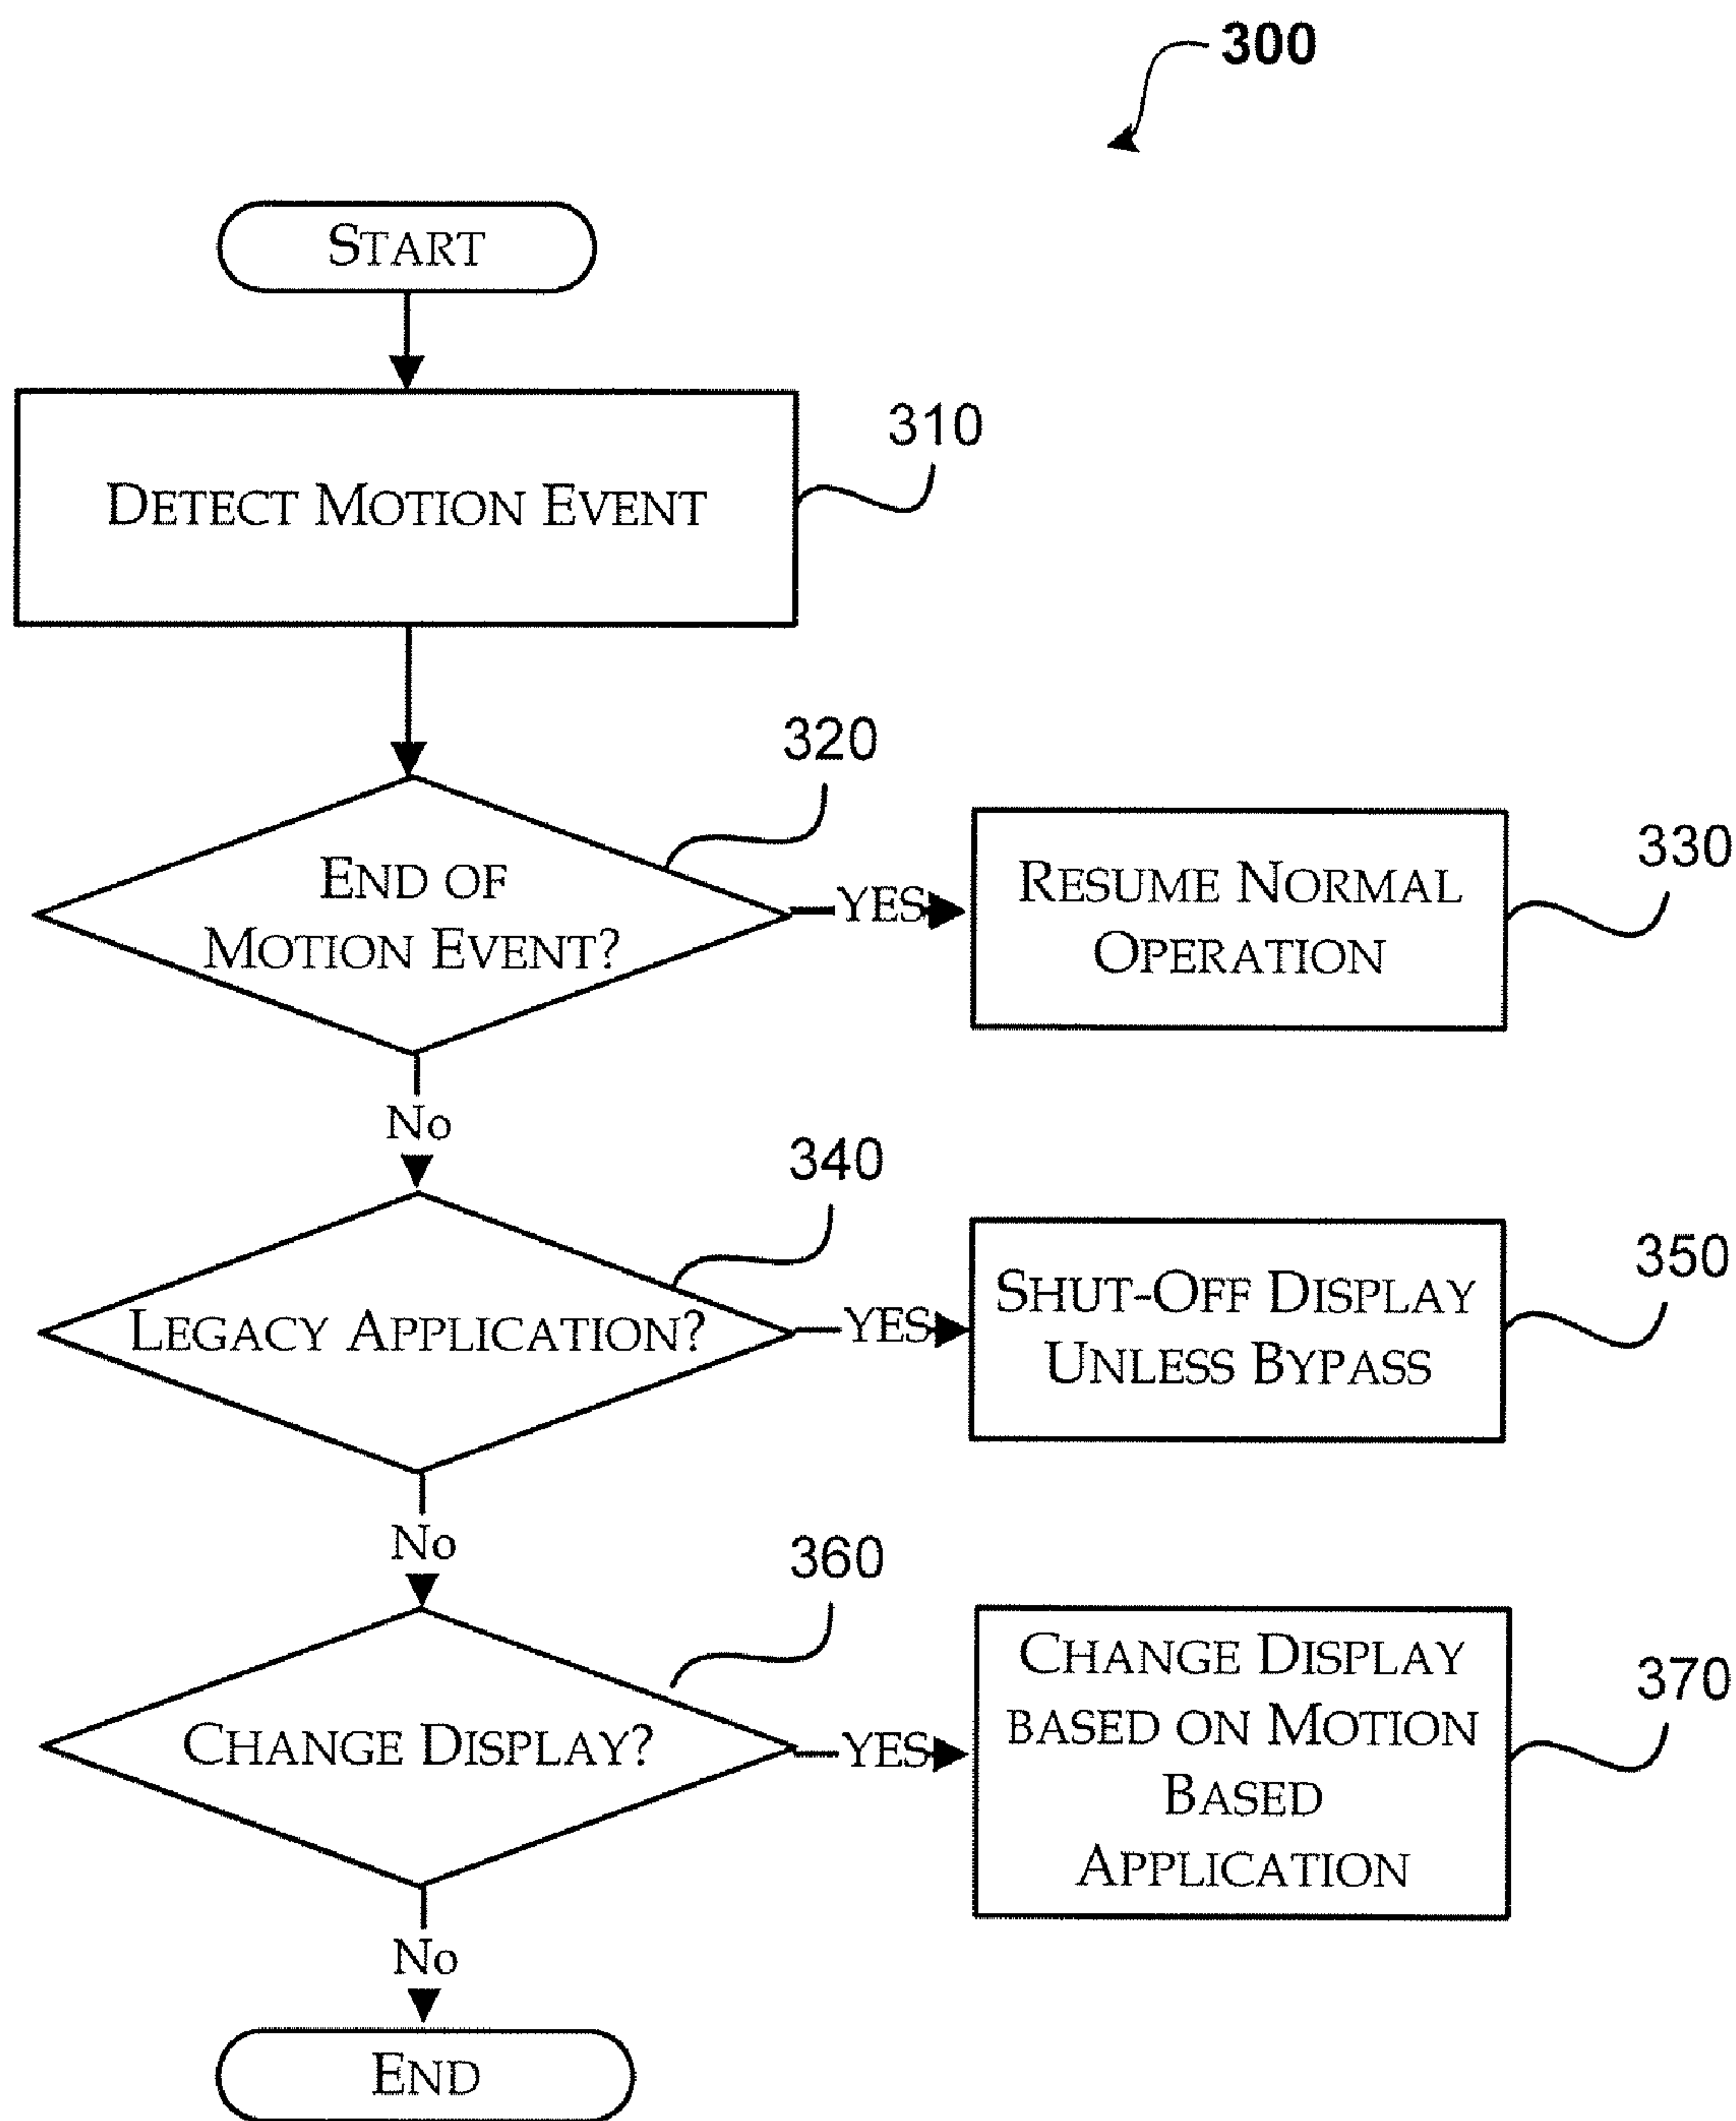 300
START
DETECT MOTION EVENT
310
320
END OF
MOTION EVENT?
YES
RESUME NORMAL
OPERATION
330
No
340
LEGACY APPLICATION?
YES
SHUT-OFF DISPLAY
UNLESS BYPASS
350
No
360
CHANGE DISPLAY?
YES
CHANGE DISPLAY
BASED ON MOTION
BASED
APPLICATION
370
No
END